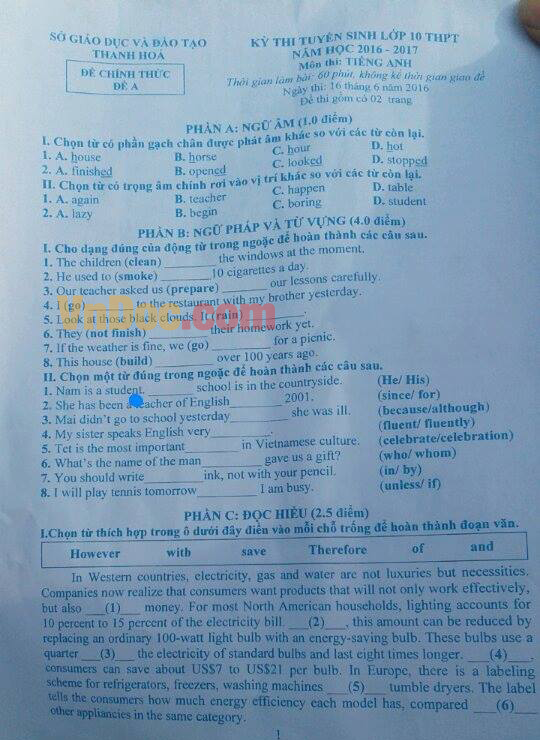 SỞ GIÁO DỤC VÀ ĐÀO TẠO
THANH HOÁ
ĐỀ CHÍNH THỨC
ĐỀ A
KỲ THI TUYỂN SINH LỚP 10 THPT
NĂM HỌC 2016 - 2017
Môn thi: TIẾNG ANH
Thời gian làm bài: 60 phút, không kể thời gian giao đề
Ngày thi: 16 tháng 6 năm 2016
Đề thi gồm có 02 trang
PHẦN A: NGỮ ÂM (1,0 điểm)
I. Chọn từ có phần gạch chân được phát âm khác so với các từ còn lại.
1. A. house B. horse C. hour D. hot
2. A. finished B. opened C. looked D. stopped
II. Chọn từ có trọng âm chính rơi vào vị trí khác so với các từ còn lại.
1. A. again B. teacher C. happen D. table
2. A. lazy B. begin C. boring D. student
PHẦN B: NGỮ PHÁP VÀ TỪ VỰNG (4.0 điểm)
I. Cho dạng đúng của động từ trong ngoặc để hoàn thành các câu sau.
1. The children (clean) ________ the windows at the moment.
2. He used to (smoke) ________10 cigarettes a day.
3. Our teacher asked us (prepare) ________ our lessons carefully.
4. I (go) ________ to the restaurant with my brother yesterday.
5. Look at those black clouds. It (rain) ________.
6. They (not finish) ________ their homework yet.
7. If the weather is fine, we (go) ________ for a picnic.
8. This house (build) ________ over 100 years ago.
VnDoc.com
II. Chọn một từ đúng trong ngoặc để hoàn thành các câu sau.
1. Nam is a student. ________ school is in the countryside. (He/ His)
2. She has been a teacher of English________ 2001. (since/ for)
3. Mai didn't go to school yesterday________ she was ill. (because/although)
4. My sister speaks English very________. (fluent/ fluently)
5. Tet is the most important________ in Vietnamese culture. (celebrate/celebration)
6. What's the name of the man________ gave us a gift? (who/ whom)
7. You should write________ ink, not with your pencil. (in/ by)
8. I will play tennis tomorrow________ I am busy. (unless/ if)
PHẦN C: ĐỌC HIỂU (2.5 điểm)
I.Chọn từ thích hợp trong ô dưới đây điền vào mỗi chỗ trống để hoàn thành đoạn văn.
However with save Therefore of and
In Western countries, electricity, gas and water are not luxuries but necessities.
Companies now realize that consumers want products that will not only work effectively,
but also ___(1)___ money. For most North American households, lighting accounts for
10 percent to 15 percent of the electricity bill. ___(2)___, this amount can be reduced by
replacing an ordinary 100-watt light bulb with an energy-saving bulb. These bulbs use a
quarter ___(3)___ the electricity of standard bulbs and last eight times longer. ___(4)___,
consumers can save about US$7 to US$21 per bulb. In Europe, there is a labeling
scheme for refrigerators, freezers, washing machines ___(5)___ tumble dryers. The label
tells the consumers how much energy efficiency each model has, compared ___(6)___
other appliancies in the same category.
1